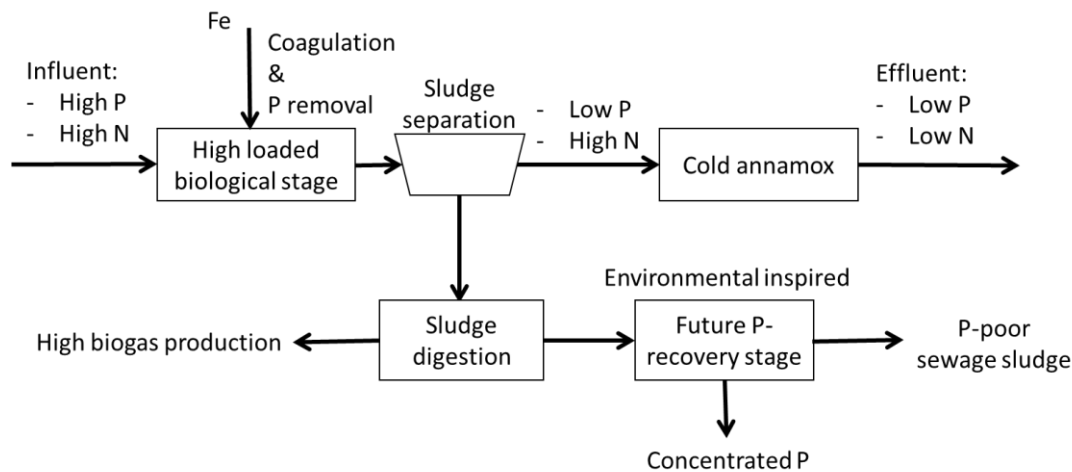 Fe
Coagulation
&
P removal
Influent:
- High P
- High N
High loaded
biological stage
Sludge
separation
- Low P
- High N
Cold annamox
Effluent:
- Low P
- Low N
Sludge
digestion
High biogas production
Environmental inspired
Future P-
recovery stage
P-poor
sewage sludge
Concentrated P